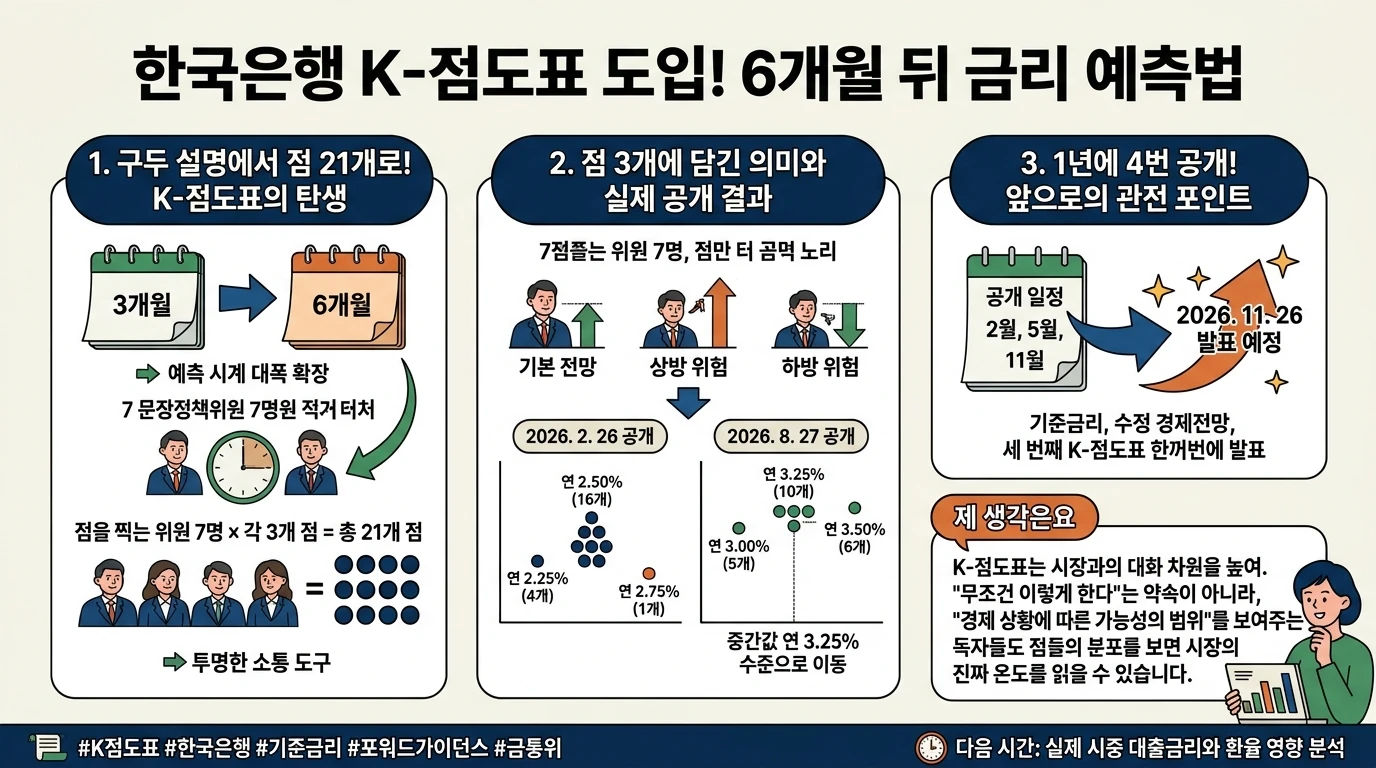 한국은행 K-점도표 도입! 6개월 뒤 금리 예측법
1. 구두 설명에서 점 21개로!
K-점도표의 탄생
3개월
6개월
예측 시계 대폭 확장
7 문장정책위원 7명원 적거 터처
점을 찍는 위원 7명 × 각 3개 점 = 총 21개 점
=
투명한 소통 도구
2. 점 3개에 담긴 의미와
실제 공개 결과
7점쯜는 위원 7명, 점만 터 곰멱 노리
기본 전망
상방 위험
하방 위험
2026. 2. 26 공개
연 2.50%
(16개)
연 2.25%
(4개)
연 2.75%
(1개)
2026. 8. 27 공개
연 3.25%
(10개)
연 3.00%
(5개)
연 3.50%
(6개)
중간값 연 3.25%
수준으로 이동
3. 1년에 4번 공개!
앞으로의 관전 포인트
공개 일정
2월, 5월,
11월
2026. 11. 26
발표 예정
기준금리, 수정 경제전망,
세 번째 K-점도표 한꺼번에 발표
제 생각은요
K-점도표는 시장과의 대화 차원을 높여.
"무조건 이렇게 한다"는 약속이 아니라,
"경제 상황에 따른 가능성의 범위"를 보여주는
독자들도 점들의 분포를 보면 시장의
진짜 온도를 읽을 수 있습니다.
#K점도표 #한국은행 #기준금리 #포워드가이던스 #금통위
다음 시간: 실제 시중 대출금리와 환율 영향 분석